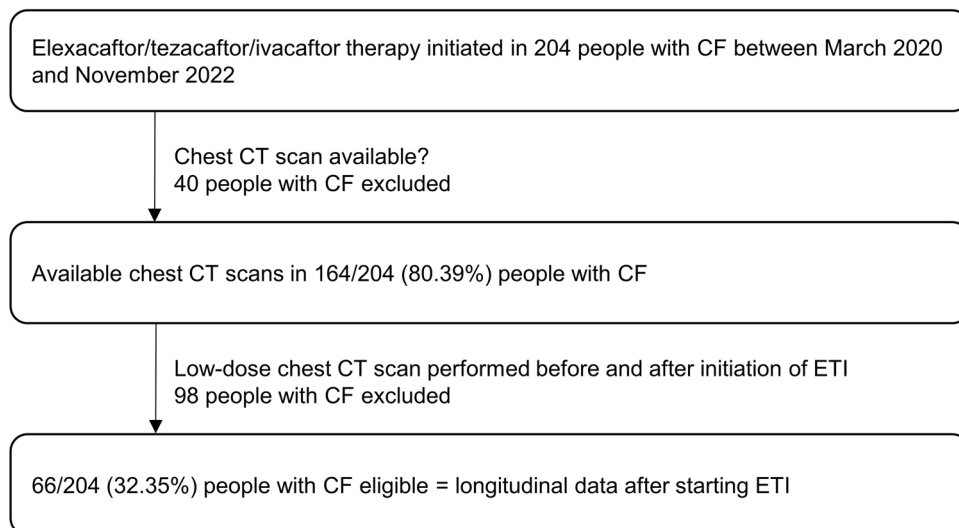 Elexacaftor/tezacaftor/ivacaftor therapy initiated in 204 people with CF between March 2020
and November 2022
Chest CT scan available?
40 people with CF excluded
Available chest CT scans in 164/204 (80.39%) people with CF
Low-dose chest CT scan performed before and after initiation of ETI
98 people with CF excluded
66/204 (32.35%) people with CF eligible = longitudinal data after starting ETI